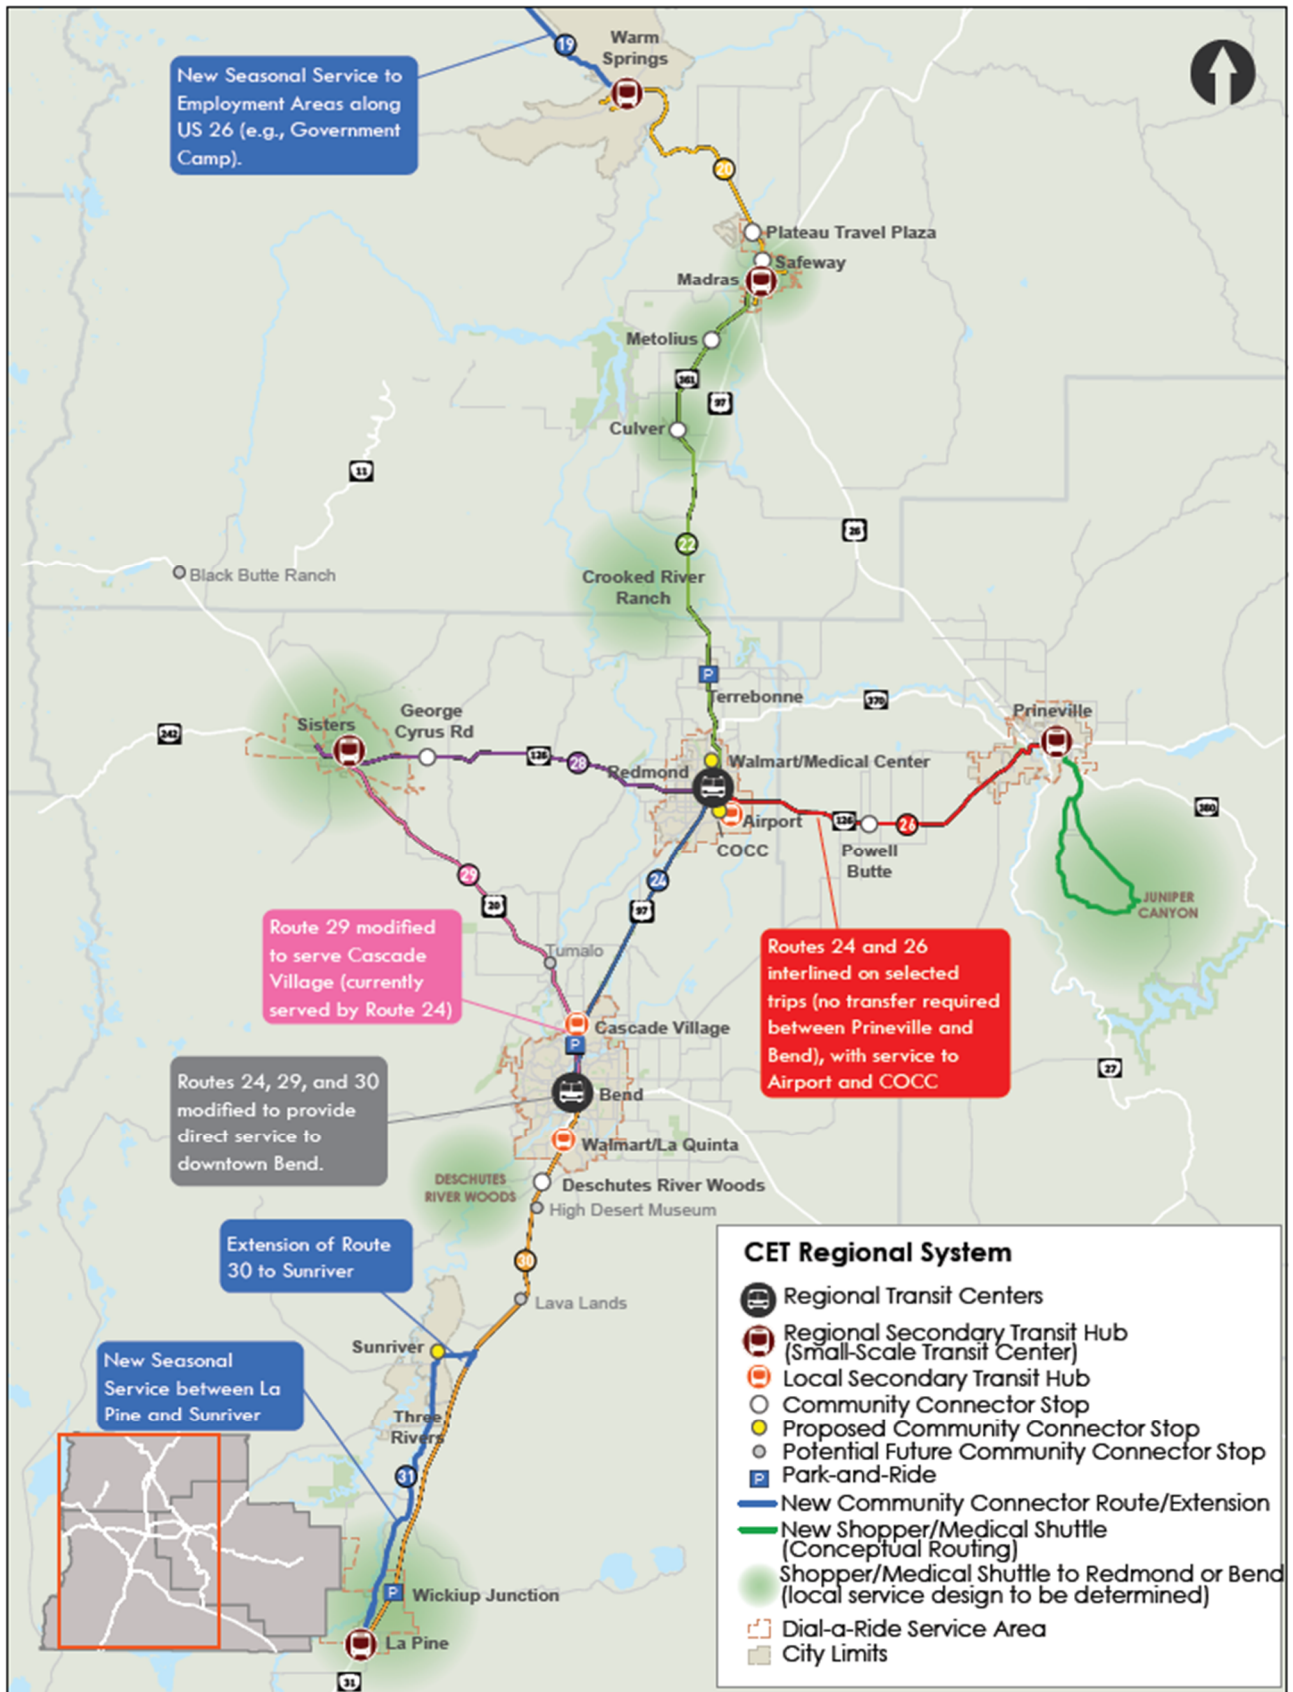 Warm
Springs
19
New Seasonal Service to
Employment Areas along
US 26 (e.g., Government
Camp).
20
Plateau Travel Plaza
Safeway
Madras
Metolius
361
97
Culver
11
26
22
Crooked River
Ranch
Black Butte Ranch
Terrebonne
370
Prineville
George
Cyrus Rd
Sisters
242
126
28
Redmond
Walmart/Medical Center
Airport
126
26
380
COCC
Powell
Butte
29
20
24
97
JUNIPER
CANYON
Route 29 modified
to serve Cascade
Village (currently
served by Route 24)
Tumalo
Routes 24 and 26
interlined on selected
trips (no transfer required
between Prineville and
Bend), with service to
Airport and COCC
Cascade Village
P
P
27
Routes 24, 29, and 30
modified to provide
direct service to
downtown Bend.
Bend
Walmart/La Quinta
DESCHUTES
RIVER WOODS
Deschutes River Woods
High Desert Museum
Extension of Route
30 to Sunriver
30
Lava Lands
Sunriver
New Seasonal
Service between La
Pine and Sunriver
Three
Rivers
31
P
Wickiup Junction
La Pine
31
CET Regional System
Regional Transit Centers
Regional Secondary Transit Hub
(Small-Scale Transit Center)
Local Secondary Transit Hub
Community Connector Stop
Proposed Community Connector Stop
Potential Future Community Connector Stop
P Park-and-Ride
New Community Connector Route/Extension
New Shopper/Medical Shuttle
(Conceptual Routing)
Shopper/Medical Shuttle to Redmond or Bend
(local service design to be determined)
Dial-a-Ride Service Area
City Limits